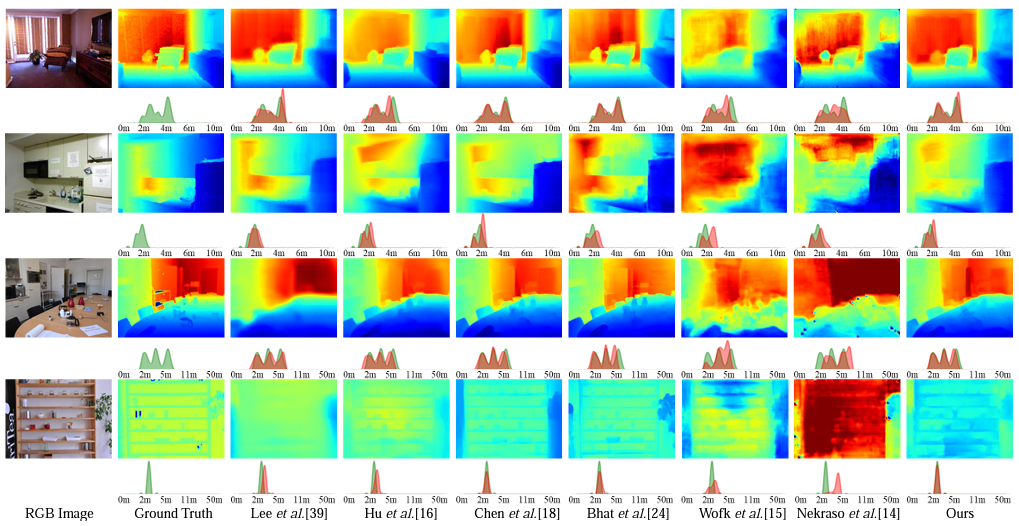 0m 2m 4m 6m 10m 0m 2m 4m 6m 10m 0m 2m 4m 6m 10m 0m 2m 4m 6m 10m 0m 2m 4m 6m 10m 0m 2m 4m 6m 10m 0m 2m 4m 6m 10m 0m 2m 4m 6m 10m
0m 2m 4m 6m 10m 0m 2m 4m 6m 10m 0m 2m 4m 6m 10m 0m 2m 4m 6m 10m 0m 2m 4m 6m 10m 0m 2m 4m 6m 10m 0m 2m 4m 6m 10m 0m 2m 4m 6m 10m
0m 2m 5m 11m 50m 0m 2m 5m 11m 50m 0m 2m 5m 11m 50m 0m 2m 5m 11m 50m 0m 2m 5m 11m 50m 0m 2m 5m 11m 50m 0m 2m 5m 11m 50m 0m 2m 5m 11m 50m
0m 2m 5m 11m 50m 0m 2m 5m 11m 50m 0m 2m 5m 11m 50m 0m 2m 5m 11m 50m 0m 2m 5m 11m 50m 0m 2m 5m 11m 50m 0m 2m 5m 11m 50m 0m 2m 5m 11m 50m
RGB Image Ground Truth Lee et al.[39] Hu et al.[16] Chen et al.[18] Bhat et al.[24] Wofk et al.[15] Nekraso et al.[14] Ours